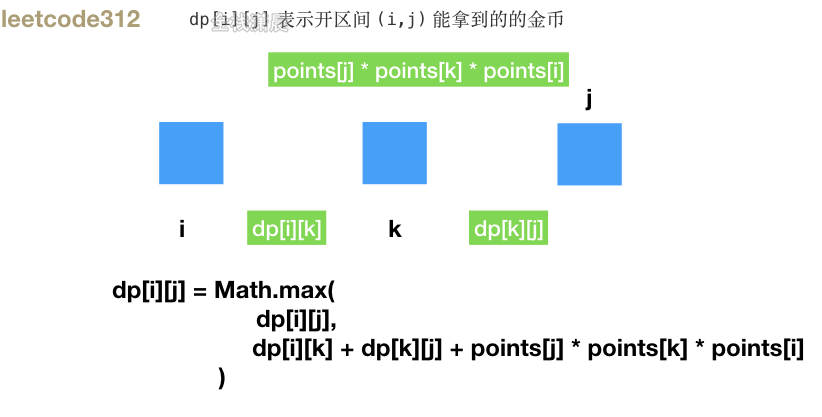 leetcode312
dp[i][j] 表示开区间 (i,j) 能拿到的的金币
points[j] * points[k] * points[i]
j
i
dp[i][k]
k
dp[k][j]
dp[i][j] = Math.max(
dp[i][j],
dp[i][k] + dp[k][j] + points[j] * points[k] * points[i]
)